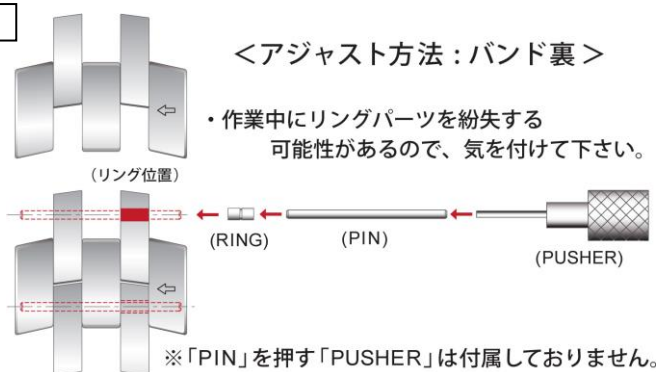 ＜アジャスト方法：バンド裏＞
・作業中にリングパーツを紛失する
可能性があるので、気を付けて下さい。
（リング位置）
(RING)
(PIN)
(PUSHER)
※「PIN」を押す「PUSHER」は付属しておりません。